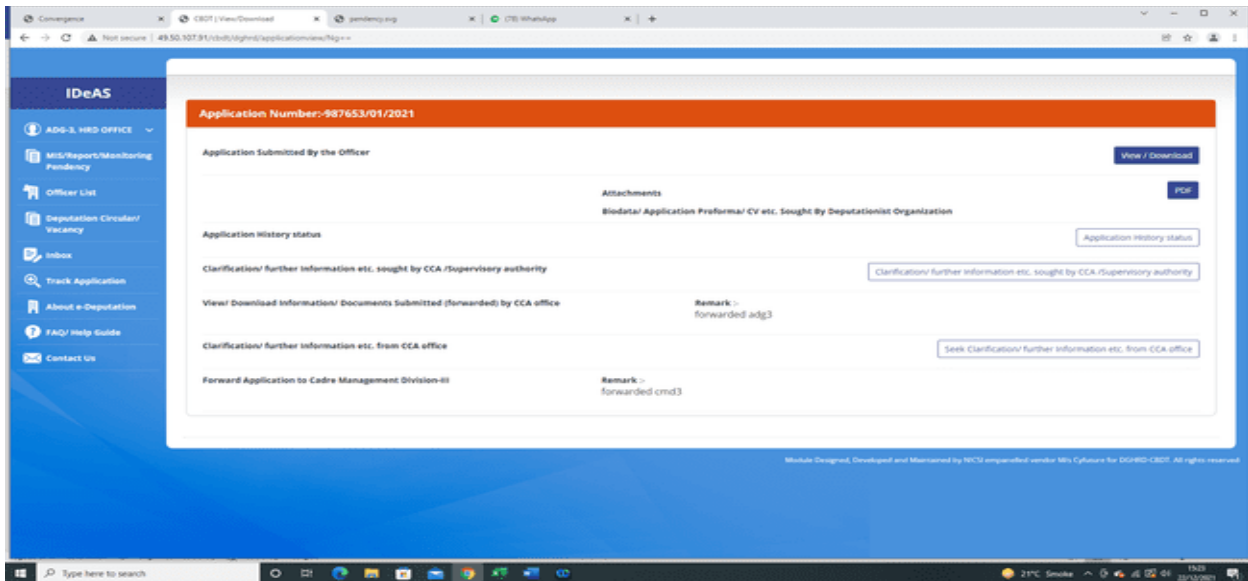 Convergence
CBDT | View/Download
pendency.svg
(78) WhatsApp
Not secure | 49.50.107.91/cbdt/dghrd/applicationview/Ng==
IDeAS
Application Number:-987653/01/2021
ADG-3, HRD OFFICE
Application Submitted By the Officer
View / Download
MIS/Report/Monitoring
Pendency
Officer List
Attachments
PDF
Biodata/ Application Proforma/ CV etc. Sought By Deputationist Organization
Deputation Circular/
Vacancy
Application History status
Application History status
Inbox
Clarification/ further Information etc. sought by CCA /Supervisory authority
Clarification/ further information etc. sought by CCA /Supervisory authority
Track Application
View/ Download Information/ Documents Submitted (forwarded) by CCA office
Remark :-
forwarded adg3
About e-Deputation
FAQ/ Help Guide
Clarification/ further Information etc. from CCA office
Seek Clarification/ further Information etc. from CCA office
Contact Us
Forward Application to Cadre Management Division-III
Remark :-
forwarded cmd3
Module Designed, Developed and Maintained by NICSI empanelled vendor M/s Cyfuture for DGHRD-CBDT. All rights reserved
Type here to search
21°C Smoke
15:25
22/12/2021